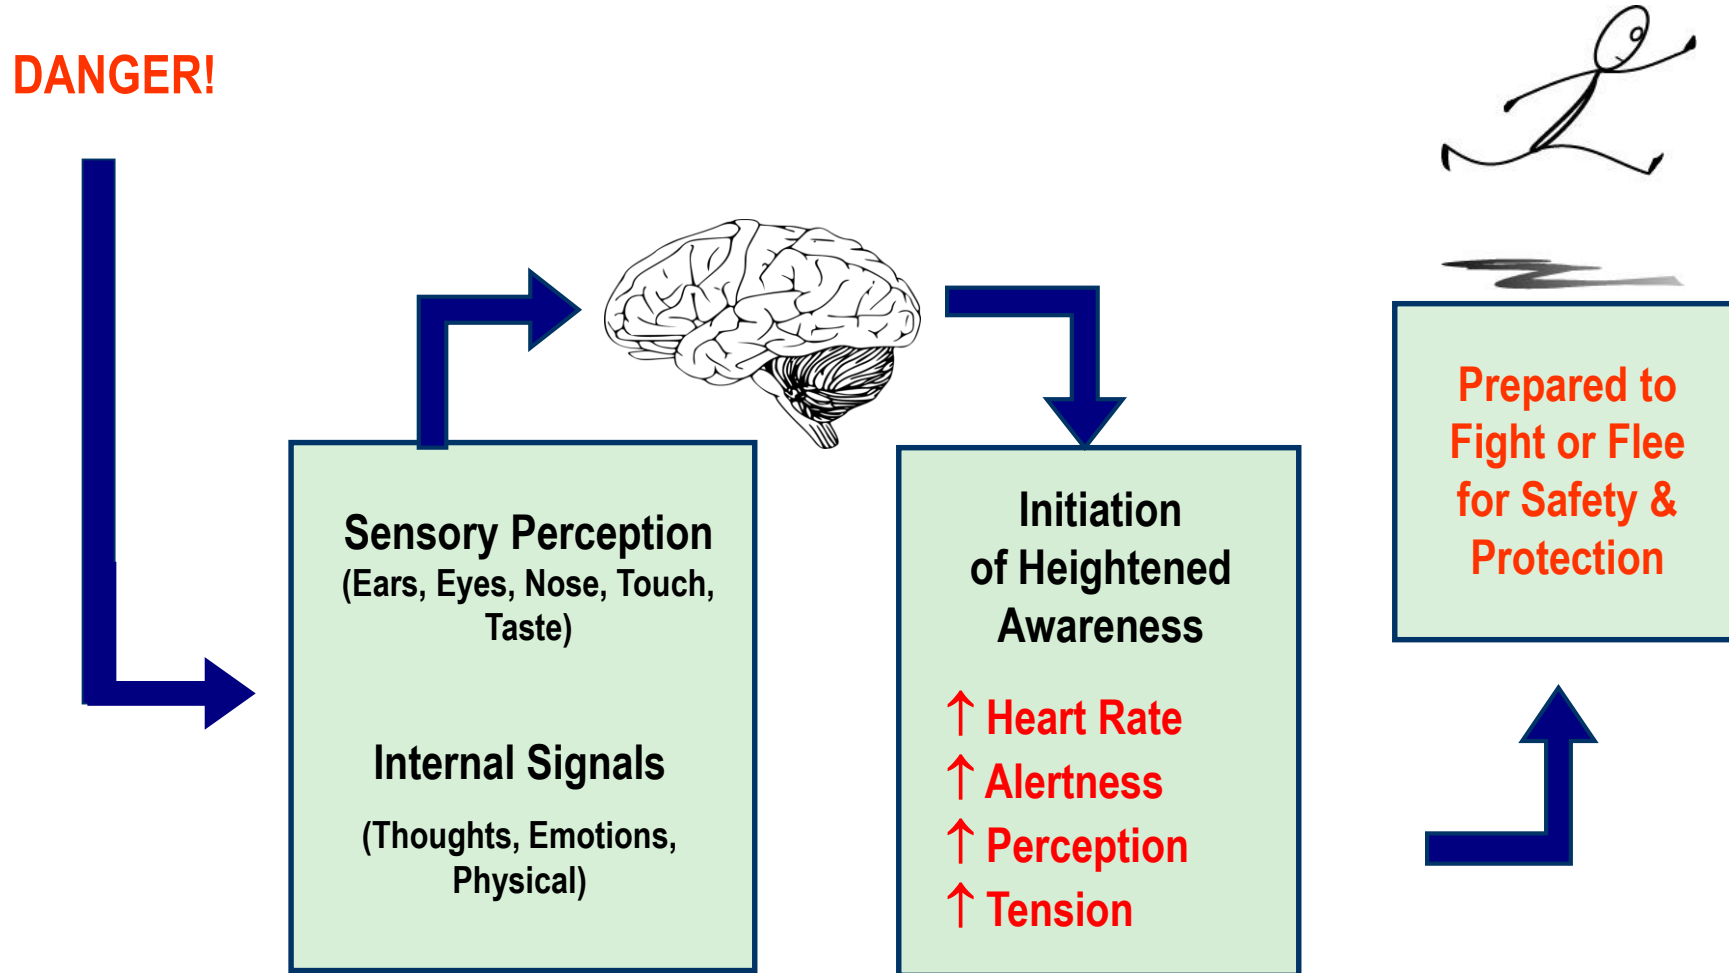 DANGER!
Sensory Perception
(Ears, Eyes, Nose, Touch,
Taste)
Internal Signals
(Thoughts, Emotions,
Physical)
Initiation
of Heightened
Awareness
↑ Heart Rate
↑ Alertness
↑ Perception
↑ Tension
Prepared to
Fight or Flee
for Safety &
Protection